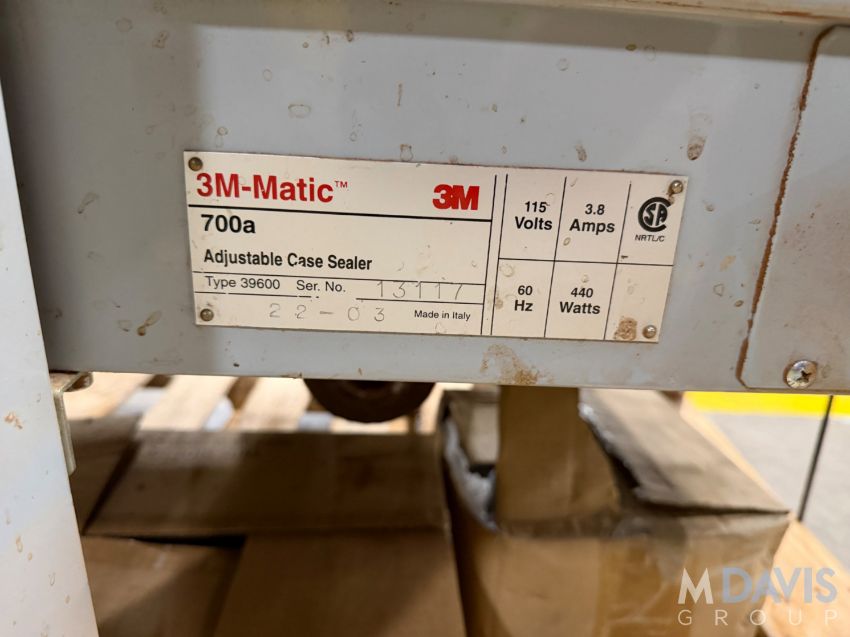 3M-Matic™ 3M
700a
Adjustable Case Sealer
Type 39600 Ser. No. 13117
22-03 Made in Italy
115 Volts
3.8 Amps
SA
NRTL/C
60 Hz
440 Watts
M DAVIS
GROUP